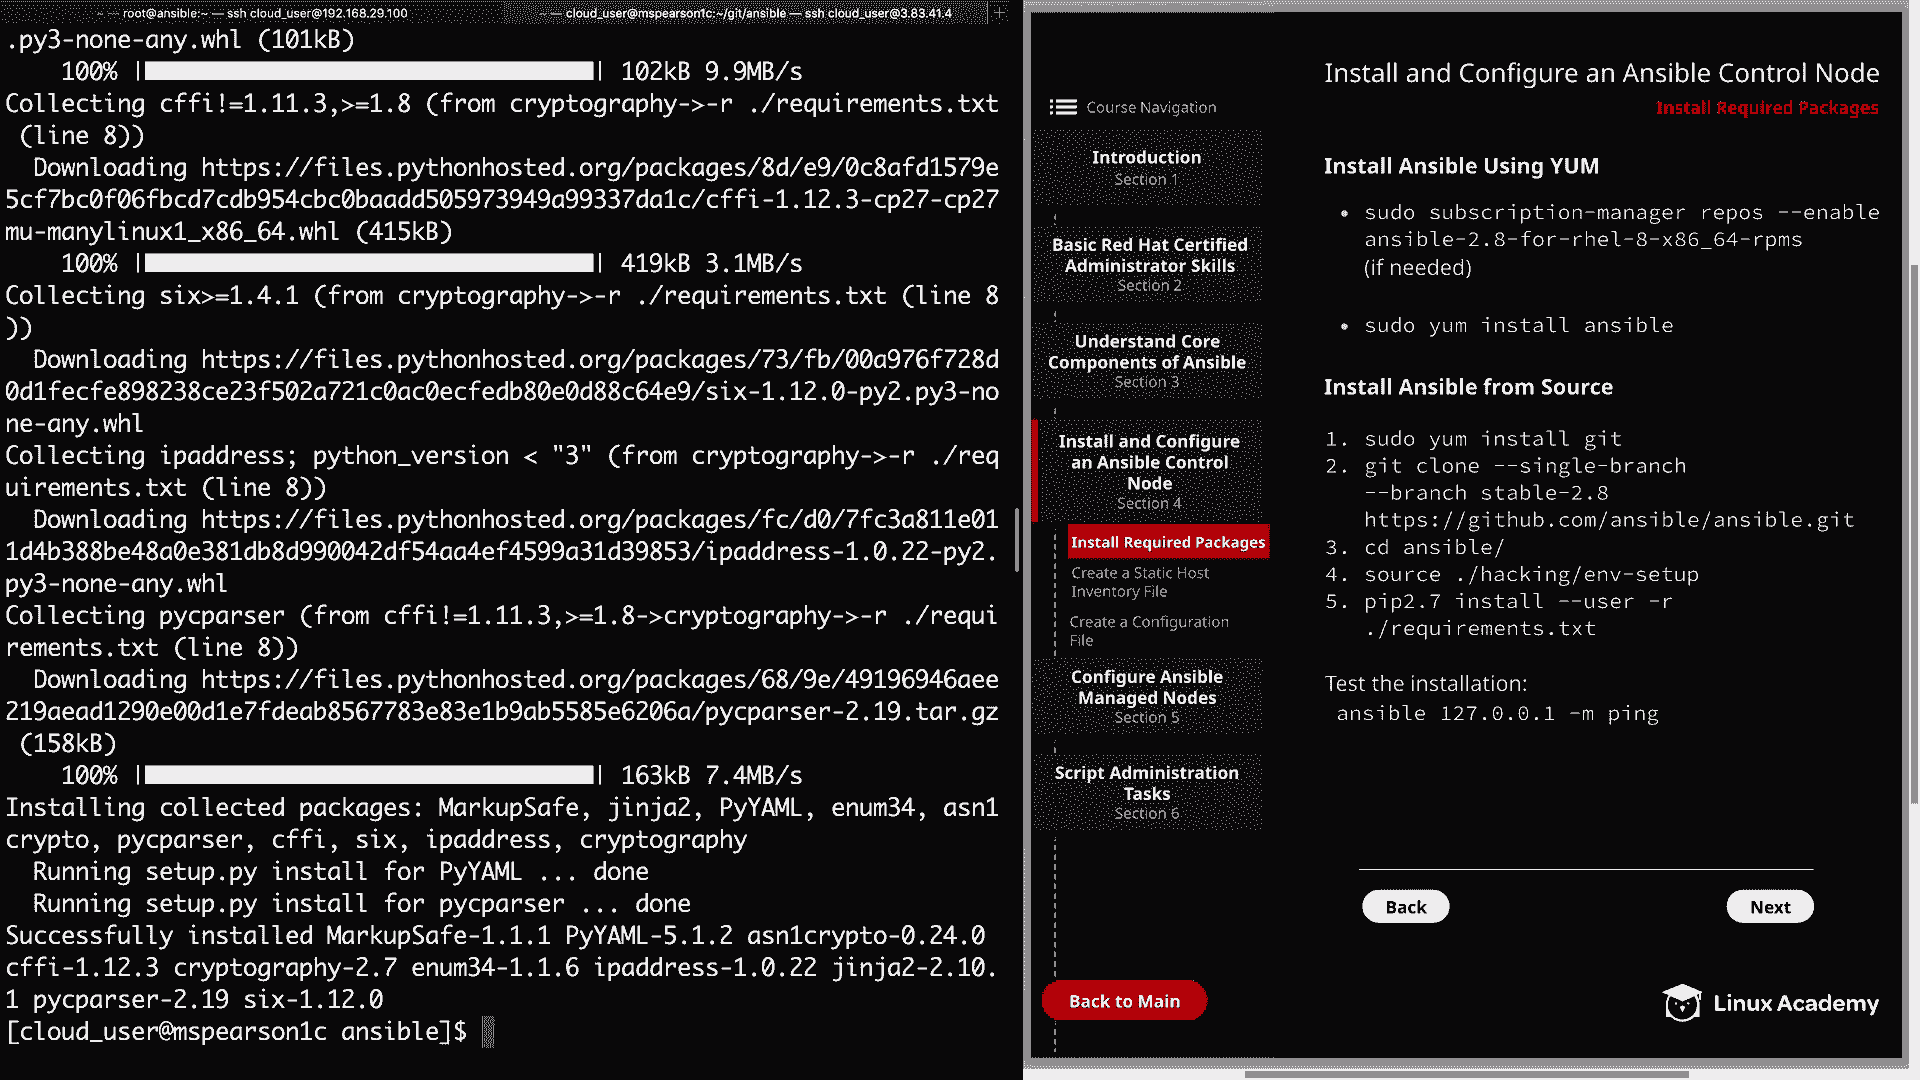 root@ansible:~ — ssh cloud_user@192.168.29.100
cloud_user@mspearson1c:~/git/ansible — ssh cloud_user@3.83.41.4
+
.py3-none-any.whl (101kB)
    100% |████████████████████████████████| 102kB 9.9MB/s
Collecting cffi!=1.11.3,>=1.8 (from cryptography->-r ./requirements.txt
 (line 8))
  Downloading https://files.pythonhosted.org/packages/8d/e9/0c8afd1579e
5cf7bc0f06fbcd7cdb954cbc0baadd505973949a99337da1c/cffi-1.12.3-cp27-cp27
mu-manylinux1_x86_64.whl (415kB)
    100% |████████████████████████████████| 419kB 3.1MB/s
Collecting six>=1.4.1 (from cryptography->-r ./requirements.txt (line 8
))
  Downloading https://files.pythonhosted.org/packages/73/fb/00a976f728d
0d1fecfe898238ce23f502a721c0ac0ecfedb80e0d88c64e9/six-1.12.0-py2.py3-no
ne-any.whl
Collecting ipaddress; python_version < "3" (from cryptography->-r ./req
uirements.txt (line 8))
  Downloading https://files.pythonhosted.org/packages/fc/d0/7fc3a811e01
1d4b388be48a0e381db8d990042df54aa4ef4599a31d39853/ipaddress-1.0.22-py2.
py3-none-any.whl
Collecting pycparser (from cffi!=1.11.3,>=1.8->cryptography->-r ./requi
rements.txt (line 8))
  Downloading https://files.pythonhosted.org/packages/68/9e/49196946aee
219aead1290e00d1e7fdeab8567783e83e1b9ab5585e6206a/pycparser-2.19.tar.gz
 (158kB)
    100% |████████████████████████████████| 163kB 7.4MB/s
Installing collected packages: MarkupSafe, jinja2, PyYAML, enum34, asn1
crypto, pycparser, cffi, six, ipaddress, cryptography
  Running setup.py install for PyYAML ... done
  Running setup.py install for pycparser ... done
Successfully installed MarkupSafe-1.1.1 PyYAML-5.1.2 asn1crypto-0.24.0
cffi-1.12.3 cryptography-2.7 enum34-1.1.6 ipaddress-1.0.22 jinja2-2.10.
1 pycparser-2.19 six-1.12.0
[cloud_user@mspearson1c ansible]$
Course Navigation
Introduction
Section 1
Basic Red Hat Certified
Administrator Skills
Section 2
Understand Core
Components of Ansible
Section 3
Install and Configure
an Ansible Control
Node
Section 4
Install Required Packages
Create a Static Host
Inventory File
Create a Configuration
File
Configure Ansible
Managed Nodes
Section 5
Script Administration
Tasks
Section 6
Back to Main
Install and Configure an Ansible Control Node
Install Required Packages
Install Ansible Using YUM
• sudo subscription-manager repos --enable
ansible-2.8-for-rhel-8-x86_64-rpms
(if needed)
• sudo yum install ansible
Install Ansible from Source
1. sudo yum install git
2. git clone --single-branch
--branch stable-2.8
https://github.com/ansible/ansible.git
3. cd ansible/
4. source ./hacking/env-setup
5. pip2.7 install --user -r
./requirements.txt
Test the installation:
ansible 127.0.0.1 -m ping
Back
Next
Linux Academy